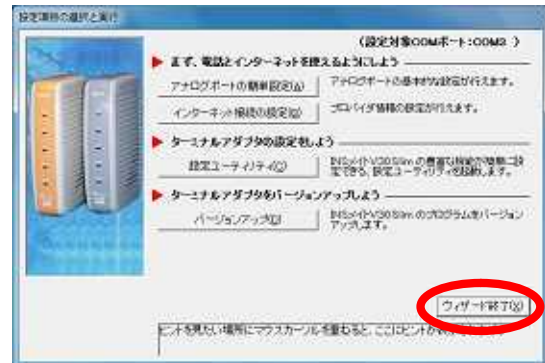 設定項目の選択と実行
(設定対象COMポート:COM3 )
まず、電話とインターネットを使えるようにしよう
アナログポートの簡単設定(A)
アナログポートの基本的な設定が行えます。
インターネット接続の設定(I)
プロバイダ情報の設定が行えます。
ターミナルアダプタの設定をしよう
設定ユーティリティ(C)
INSメイトV30Slim の豊富な機能が簡単に設
定できる、設定ユーティリティを起動します。
ターミナルアダプタをバージョンアップしよう
バージョンアップ(U)
INSメイトV30Slim のプログラムをバージョン
アップします。
ウィザード終了(X)
ヒントを見たい場所にマウスカーソルを重ねると、ここにヒントが